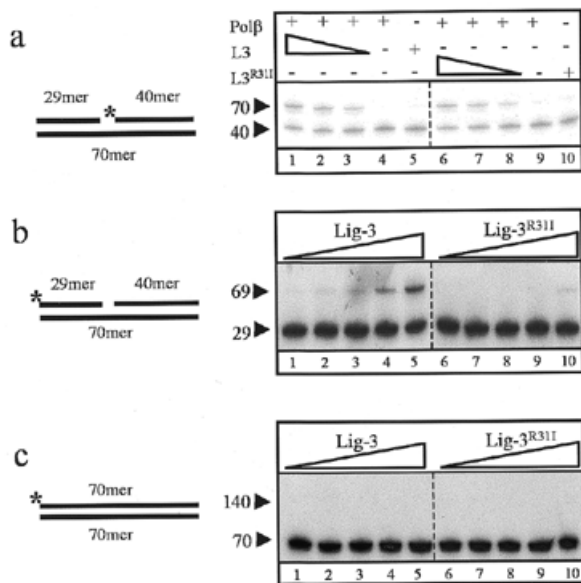 a
Polβ + + + + - + + + + -
L3 - + - -
L3R31I - - - - - - +
29mer * 40mer
70mer
70
40
1 2 3 4 5 6 7 8 9 10
b
Lig-3 Lig-3R31I
* 29mer 40mer
70mer
69
29
1 2 3 4 5 6 7 8 9 10
c
Lig-3 Lig-3R31I
* 70mer
70mer
140
70
1 2 3 4 5 6 7 8 9 10